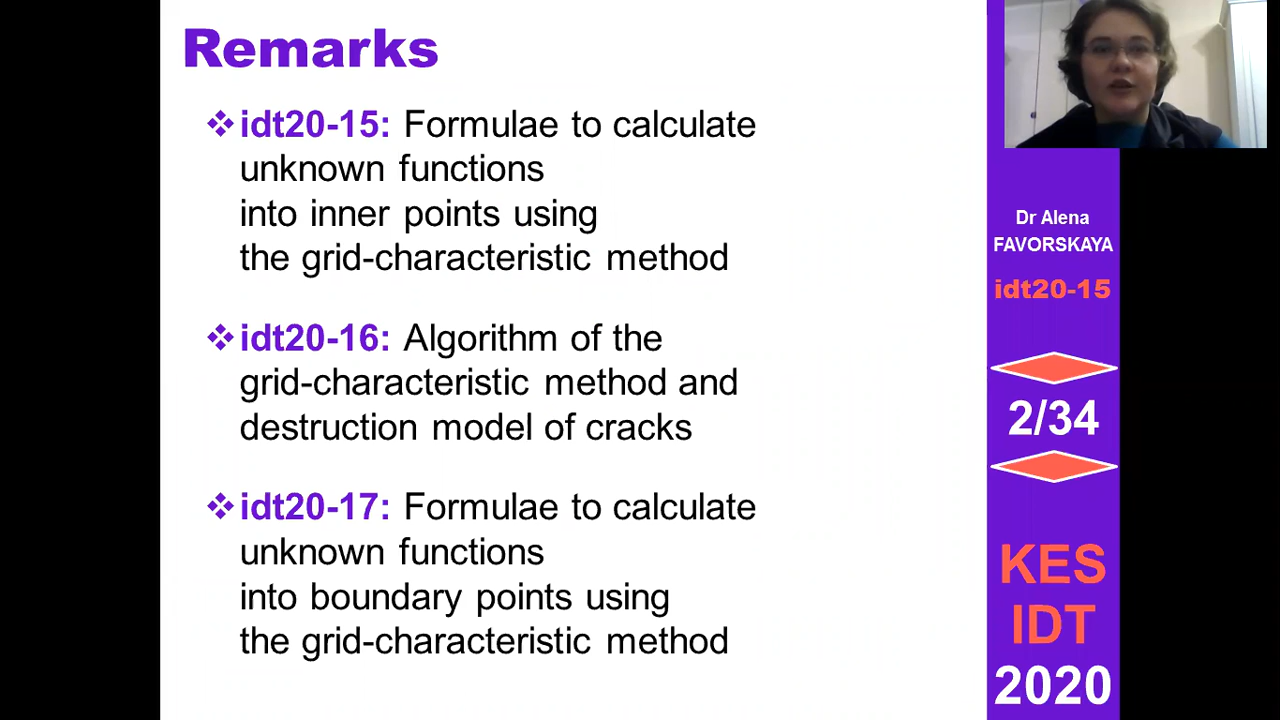 Remarks
idt20-15: Formulae to calculate
unknown functions
into inner points using
the grid-characteristic method
idt20-16: Algorithm of the
grid-characteristic method and
destruction model of cracks
idt20-17: Formulae to calculate
unknown functions
into boundary points using
the grid-characteristic method
Dr Alena
FAVORSKAYA
idt20-15
2/34
KES
IDT
2020